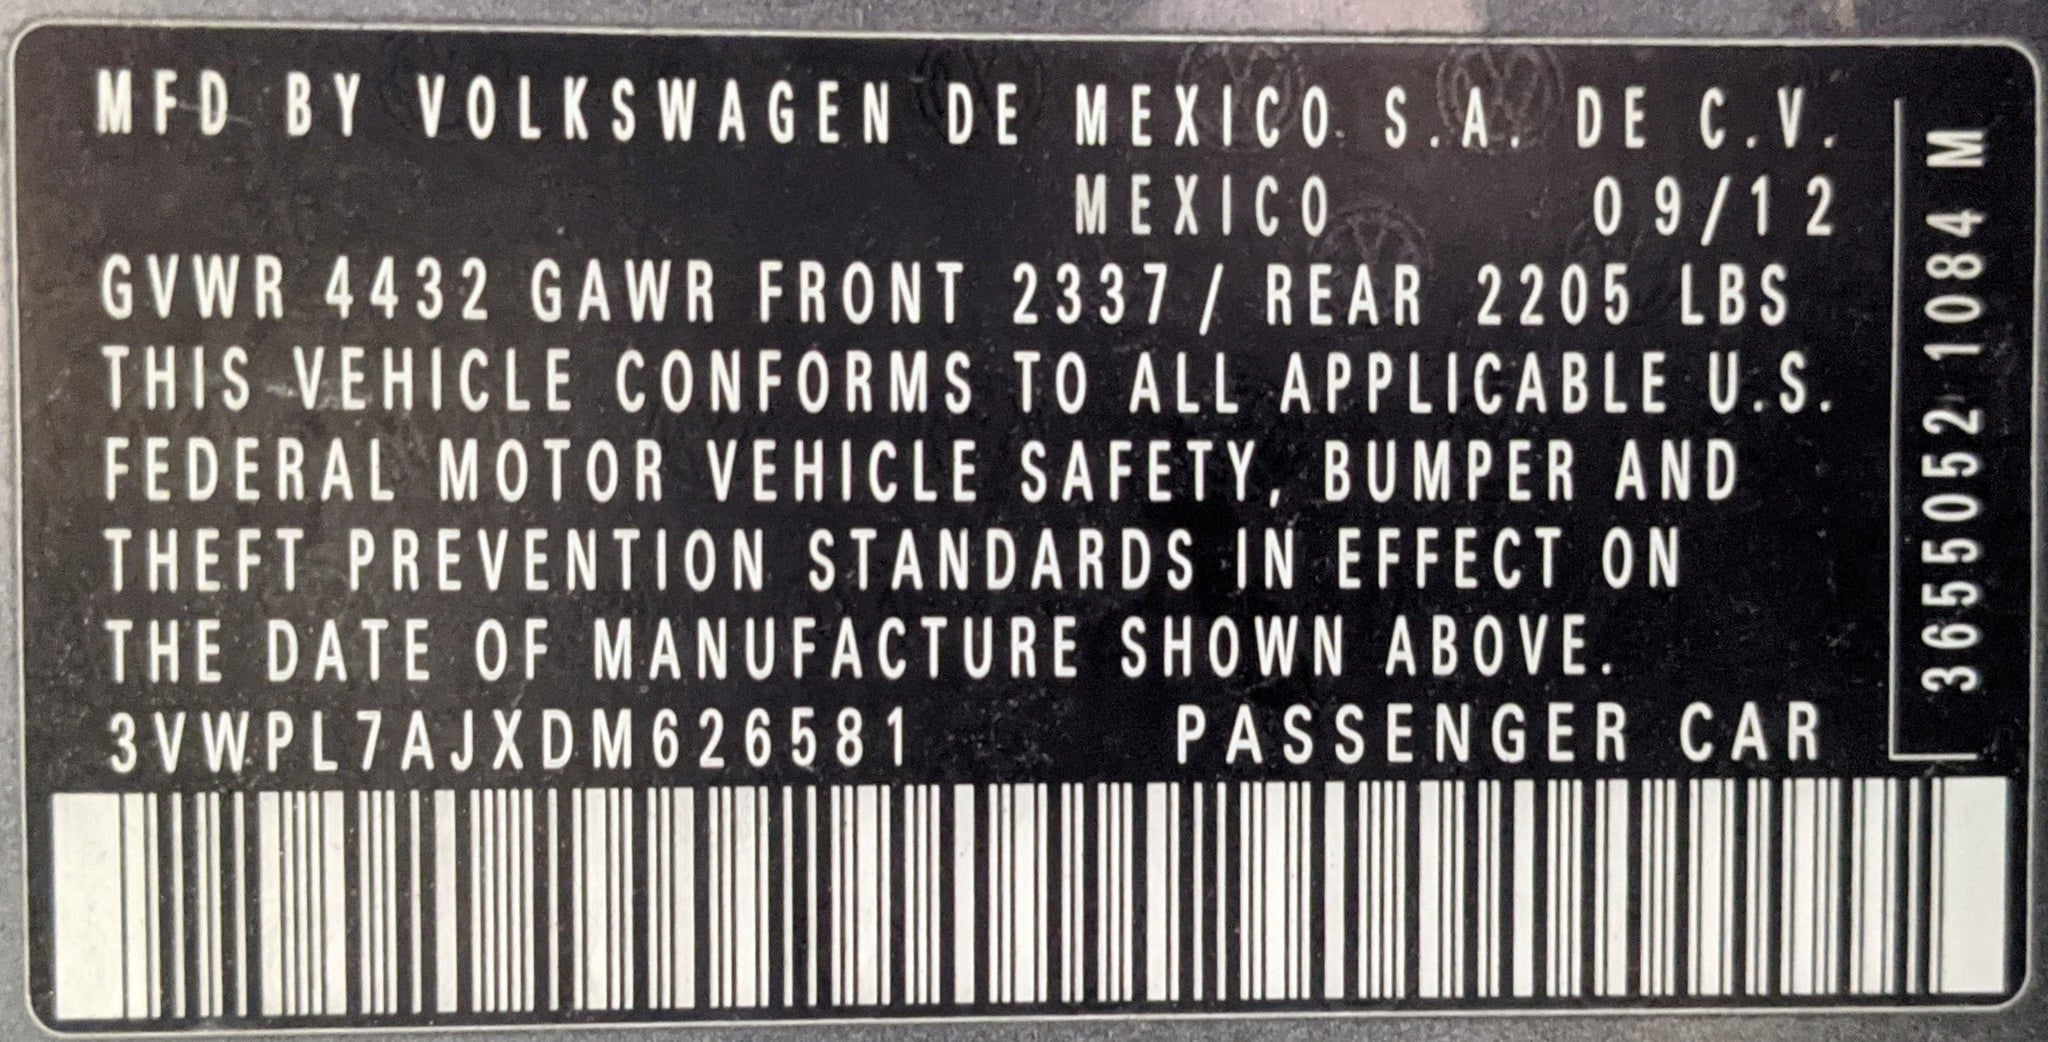 MFD BY VOLKSWAGEN DE MEXICO S.A. DE C.V.
MEXICO 09/12
GVWR 4432 GAWR FRONT 2337 / REAR 2205 LBS
THIS VEHICLE CONFORMS TO ALL APPLICABLE U.S.
FEDERAL MOTOR VEHICLE SAFETY, BUMPER AND
THEFT PREVENTION STANDARDS IN EFFECT ON
THE DATE OF MANUFACTURE SHOWN ABOVE.
3VWPL7AJXDM626581 PASSENGER CAR
3655052 1084 M